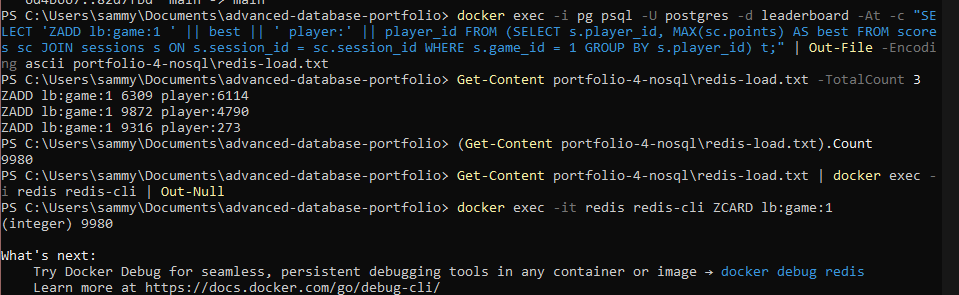 0d4b667..82d7fbd  main -> main
PS C:\Users\sammy\Documents\advanced-database-portfolio> docker exec -i pg psql -U postgres -d leaderboard -At -c "SE
LECT 'ZADD lb:game:1 ' || best || ' player:' || player_id FROM (SELECT s.player_id, MAX(sc.points) AS best FROM score
s sc JOIN sessions s ON s.session_id = sc.session_id WHERE s.game_id = 1 GROUP BY s.player_id) t;" | Out-File -Encodi
ng ascii portfolio-4-nosql\redis-load.txt
PS C:\Users\sammy\Documents\advanced-database-portfolio> Get-Content portfolio-4-nosql\redis-load.txt -TotalCount 3
ZADD lb:game:1 6309 player:6114
ZADD lb:game:1 9872 player:4790
ZADD lb:game:1 9316 player:273
PS C:\Users\sammy\Documents\advanced-database-portfolio> (Get-Content portfolio-4-nosql\redis-load.txt).Count
9980
PS C:\Users\sammy\Documents\advanced-database-portfolio> Get-Content portfolio-4-nosql\redis-load.txt | docker exec -
i redis redis-cli | Out-Null
PS C:\Users\sammy\Documents\advanced-database-portfolio> docker exec -it redis redis-cli ZCARD lb:game:1
(integer) 9980
What's next:
Try Docker Debug for seamless, persistent debugging tools in any container or image → docker debug redis
Learn more at https://docs.docker.com/go/debug-cli/